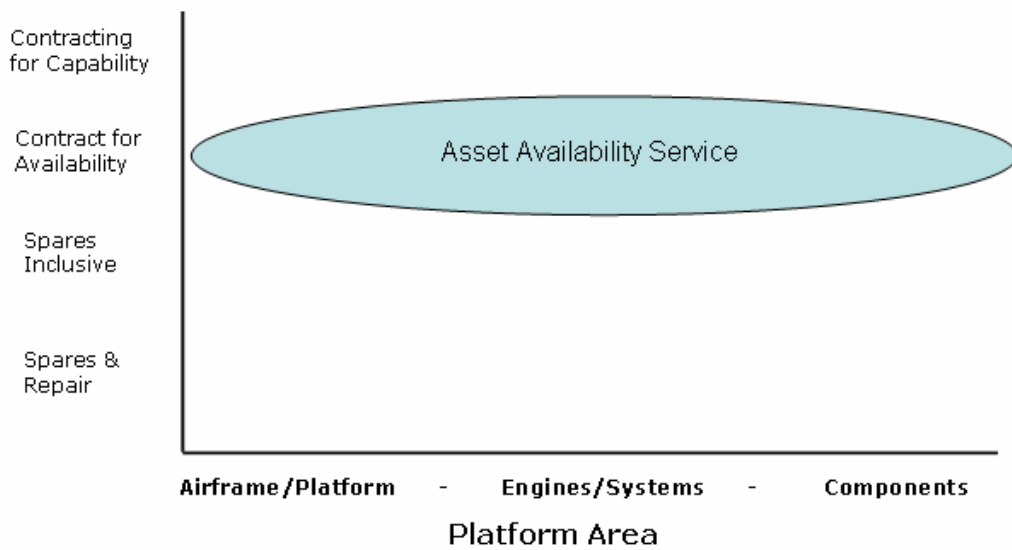 Contracting
for Capability
Contract for
Availability
Asset Availability Service
Spares
Inclusive
Spares &
Repair
Airframe/Platform - Engines/Systems - Components
Platform Area